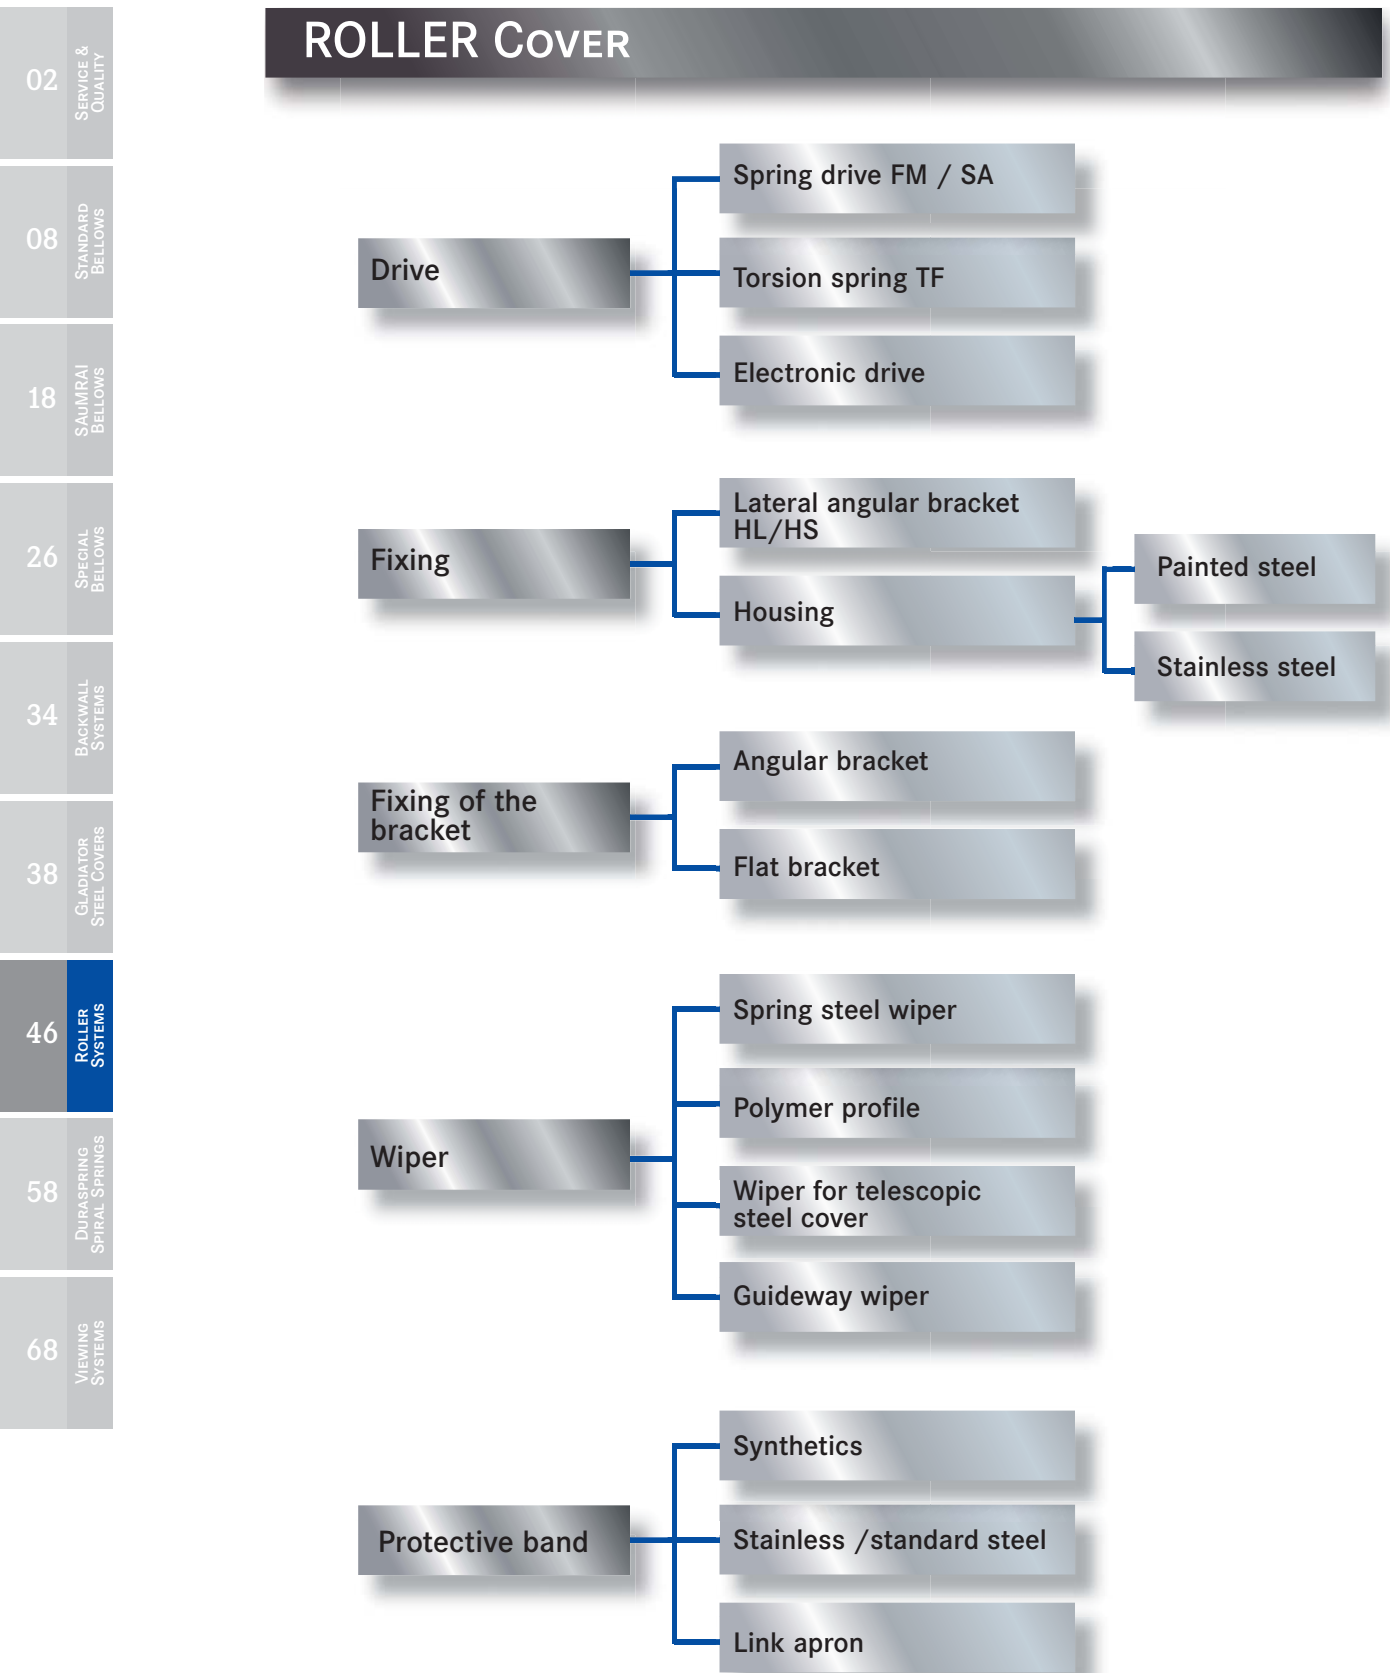 ROLLER COVER
02
SERVICE &
QUALITY
08
STANDARD
BELLOWS
18
SAUMRAI
BELLOWS
26
SPECIAL
BELLOWS
34
BACKWALL
SYSTEMS
38
GLADIATOR
STEEL COVERS
46
ROLLER
SYSTEMS
58
DURASPRING
SPIRAL SPRINGS
68
VIEWING
SYSTEMS
Drive
Spring drive FM / SA
Torsion spring TF
Electronic drive
Fixing
Lateral angular bracket
HL/HS
Housing
Painted steel
Stainless steel
Fixing of the
bracket
Angular bracket
Flat bracket
Wiper
Spring steel wiper
Polymer profile
Wiper for telescopic
steel cover
Guideway wiper
Protective band
Synthetics
Stainless /standard steel
Link apron